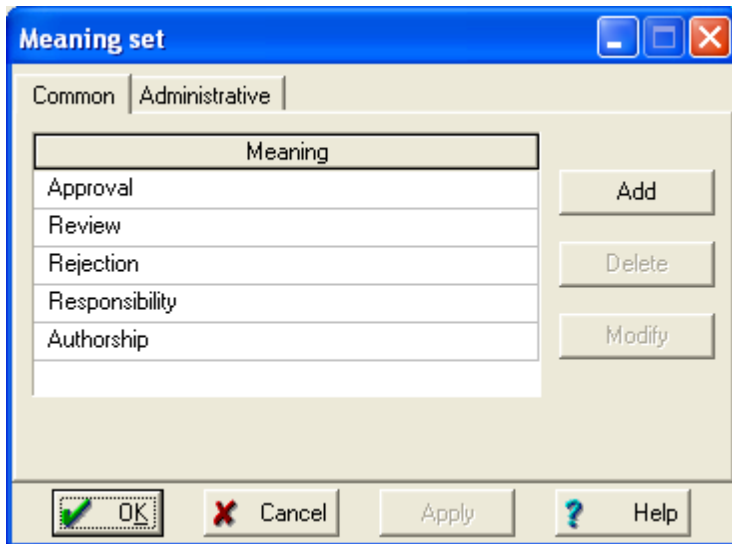 Meaning set
Common Administrative
Meaning
Approval
Review
Rejection
Responsibility
Authorship
Add
Delete
Modify
OK Cancel Apply ? Help